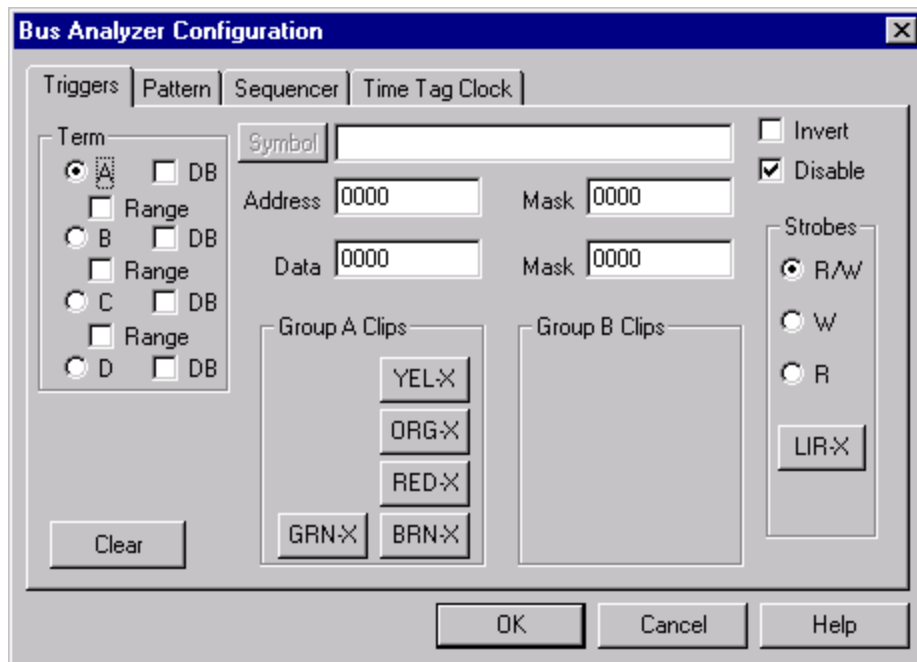 Bus Analyzer Configuration
Triggers Pattern Sequencer Time Tag Clock
Term
A DB
Range
B DB
Range
C DB
Range
D DB
Clear
Symbol
Address 0000 Mask 0000
Data 0000 Mask 0000
Group A Clips
YEL-X
ORG-X
RED-X
GRN-X BRN-X
Group B Clips
Invert
Disable
Strobes
R/W
W
R
LIR-X
OK Cancel Help